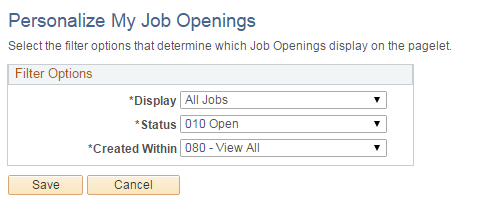 Personalize My Job Openings
Select the filter options that determine which Job Openings display on the pagelet.
Filter Options
*Display All Jobs
*Status 010 Open
*Created Within 080 - View All
Save Cancel